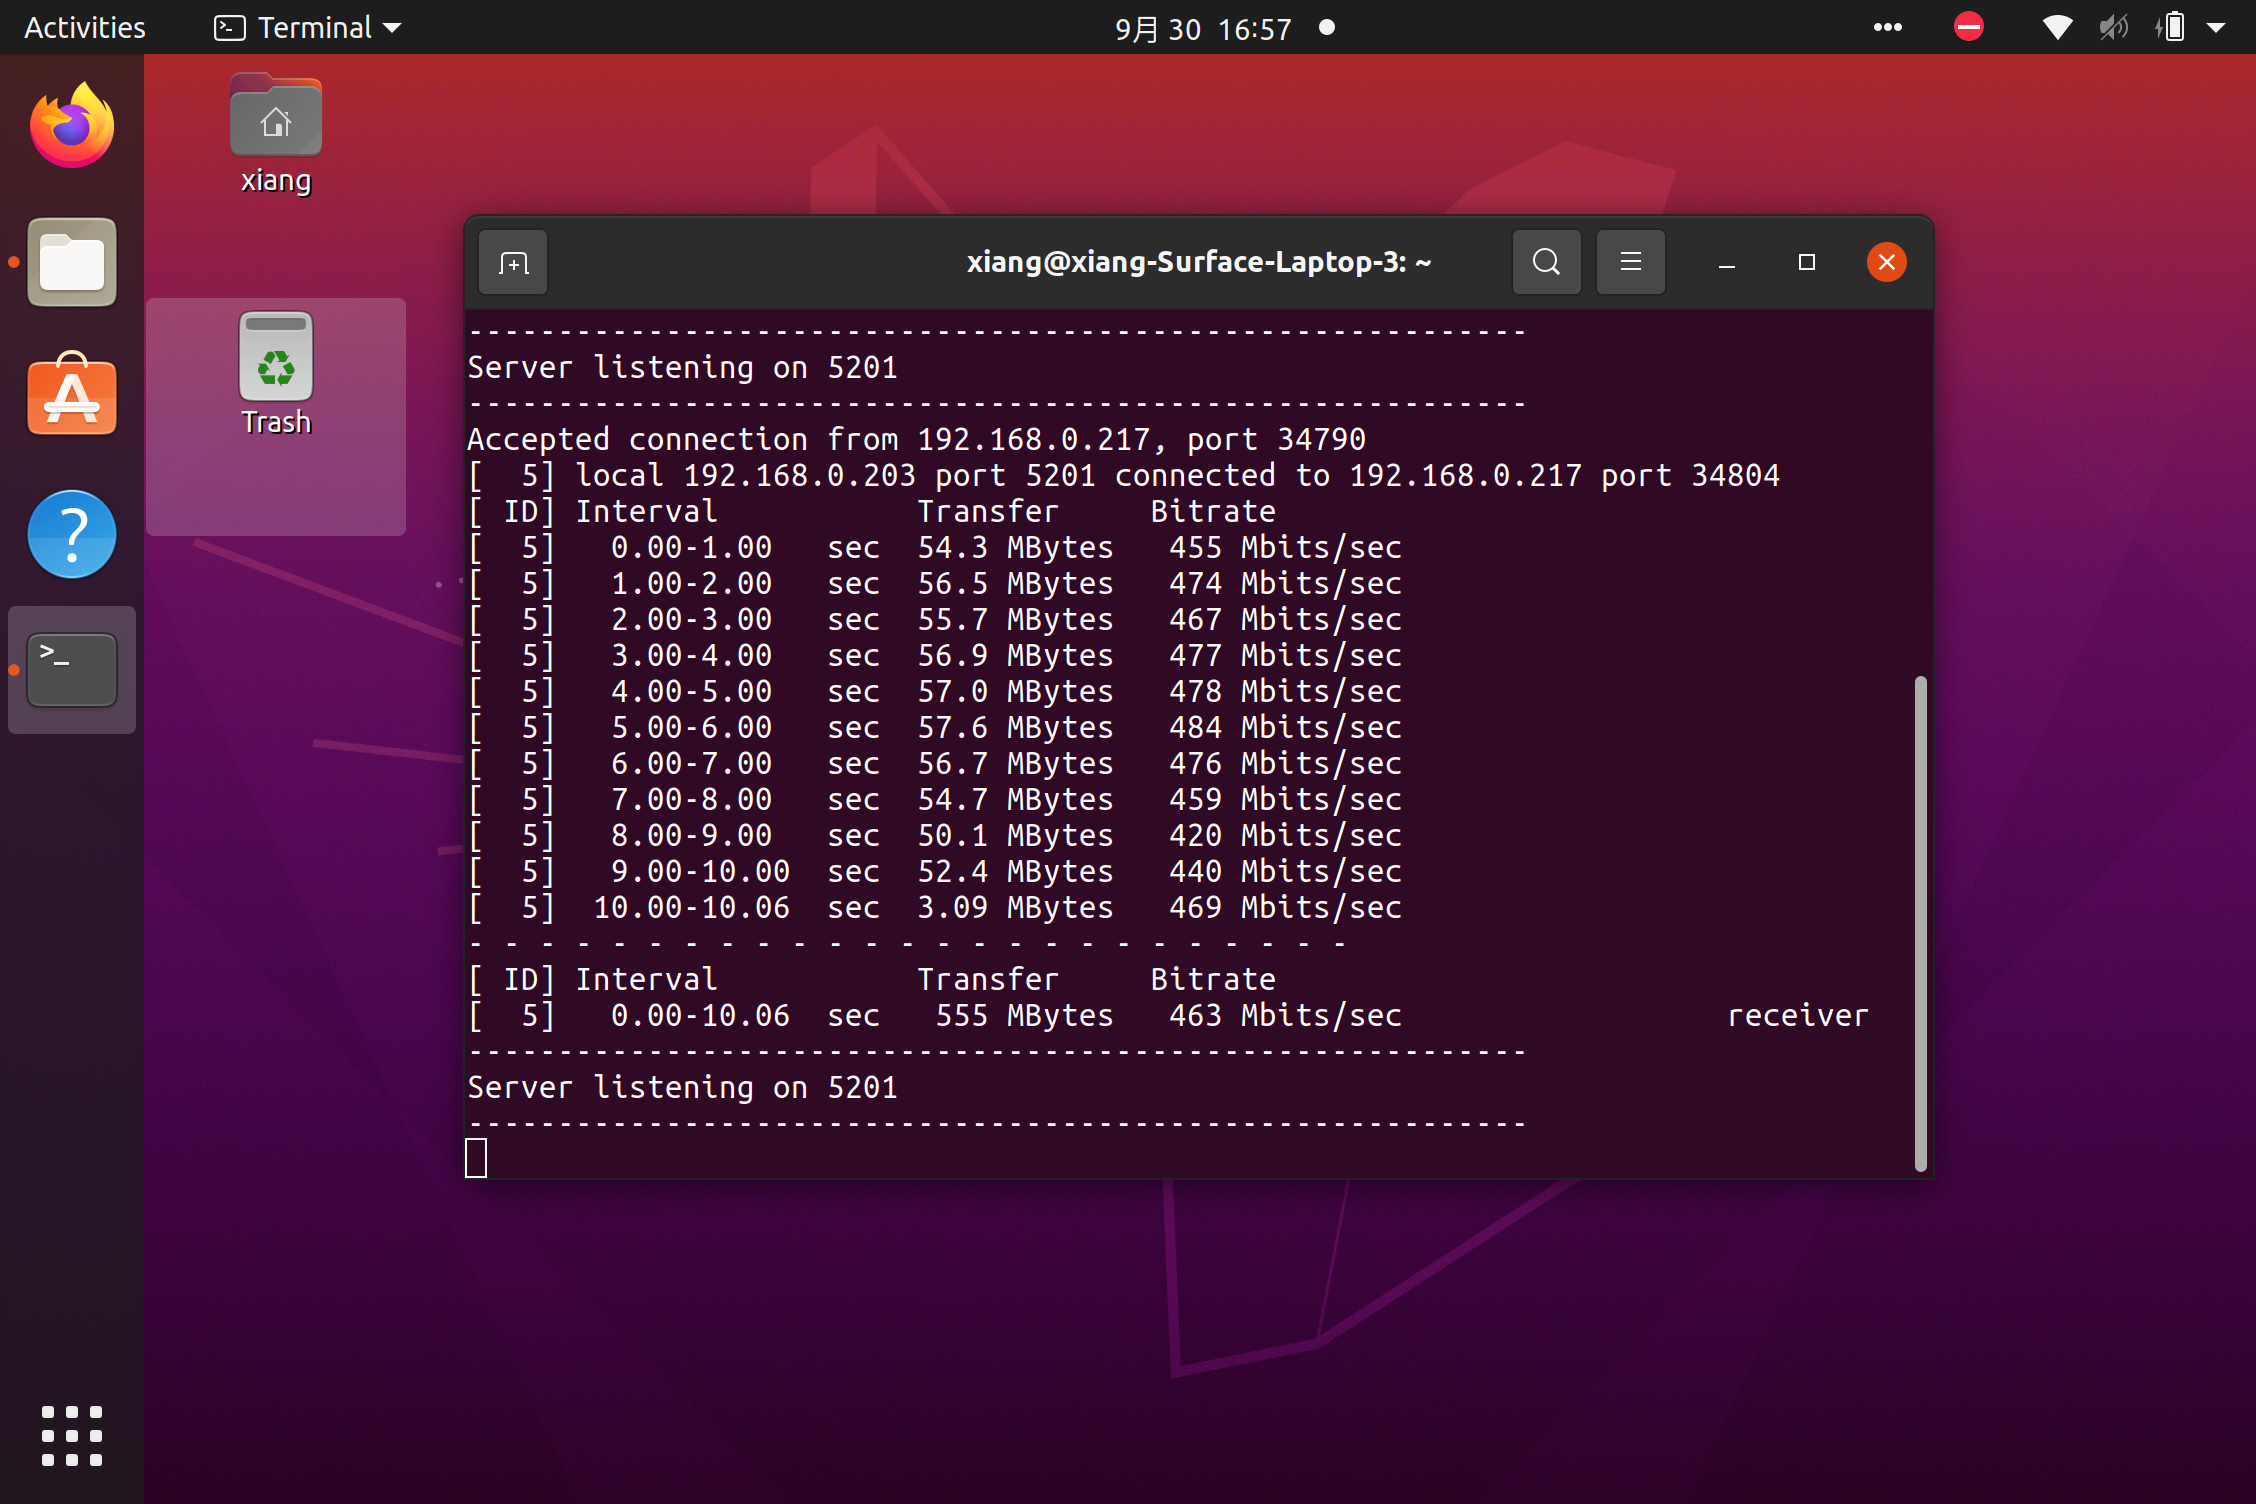 Activities
Terminal
9月 30 16:57
xiang
Trash
xiang@xiang-Surface-Laptop-3: ~
-----------------------------------------------------------
Server listening on 5201
-----------------------------------------------------------
Accepted connection from 192.168.0.217, port 34790
[  5] local 192.168.0.203 port 5201 connected to 192.168.0.217 port 34804
[ ID] Interval           Transfer     Bitrate
[  5]   0.00-1.00   sec  54.3 MBytes   455 Mbits/sec
[  5]   1.00-2.00   sec  56.5 MBytes   474 Mbits/sec
[  5]   2.00-3.00   sec  55.7 MBytes   467 Mbits/sec
[  5]   3.00-4.00   sec  56.9 MBytes   477 Mbits/sec
[  5]   4.00-5.00   sec  57.0 MBytes   478 Mbits/sec
[  5]   5.00-6.00   sec  57.6 MBytes   484 Mbits/sec
[  5]   6.00-7.00   sec  56.7 MBytes   476 Mbits/sec
[  5]   7.00-8.00   sec  54.7 MBytes   459 Mbits/sec
[  5]   8.00-9.00   sec  50.1 MBytes   420 Mbits/sec
[  5]   9.00-10.00  sec  52.4 MBytes   440 Mbits/sec
[  5]  10.00-10.06  sec  3.09 MBytes   469 Mbits/sec
- - - - - - - - - - - - - - - - - - - - - - - - -
[ ID] Interval           Transfer     Bitrate
[  5]   0.00-10.06  sec   555 MBytes   463 Mbits/sec                  receiver
-----------------------------------------------------------
Server listening on 5201
-----------------------------------------------------------